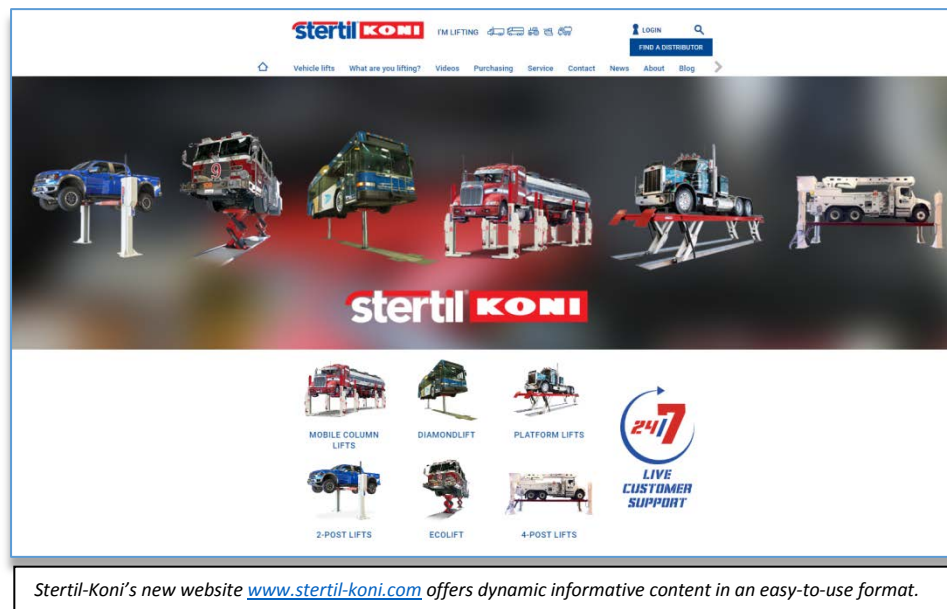 stertil KONI
I'M LIFTING
LOGIN
FIND A DISTRIBUTOR
Vehicle lifts What are you lifting? Videos Purchasing Service Contact News About Blog
9
stertil KONI
MOBILE COLUMN
LIFTS
DIAMONDLIFT
PLATFORM LIFTS
24/7
LIVE
CUSTOMER
SUPPORT
2-POST LIFTS
ECOLIFT
4-POST LIFTS
Stertil-Koni's new website www.stertil-koni.com offers dynamic informative content in an easy-to-use format.